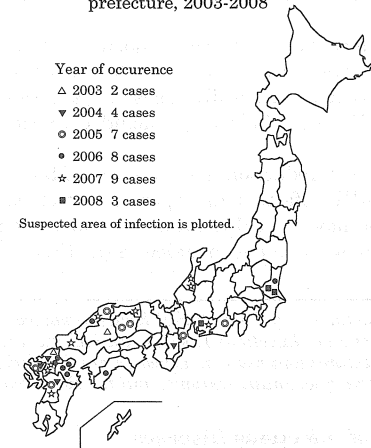 prefecture, 2003-2008
Year of occurence
△ 2003 2 cases
▼ 2004 4 cases
◎ 2005 7 cases
● 2006 8 cases
☆ 2007 9 cases
■ 2008 3 cases
Suspected area of infection is plotted.